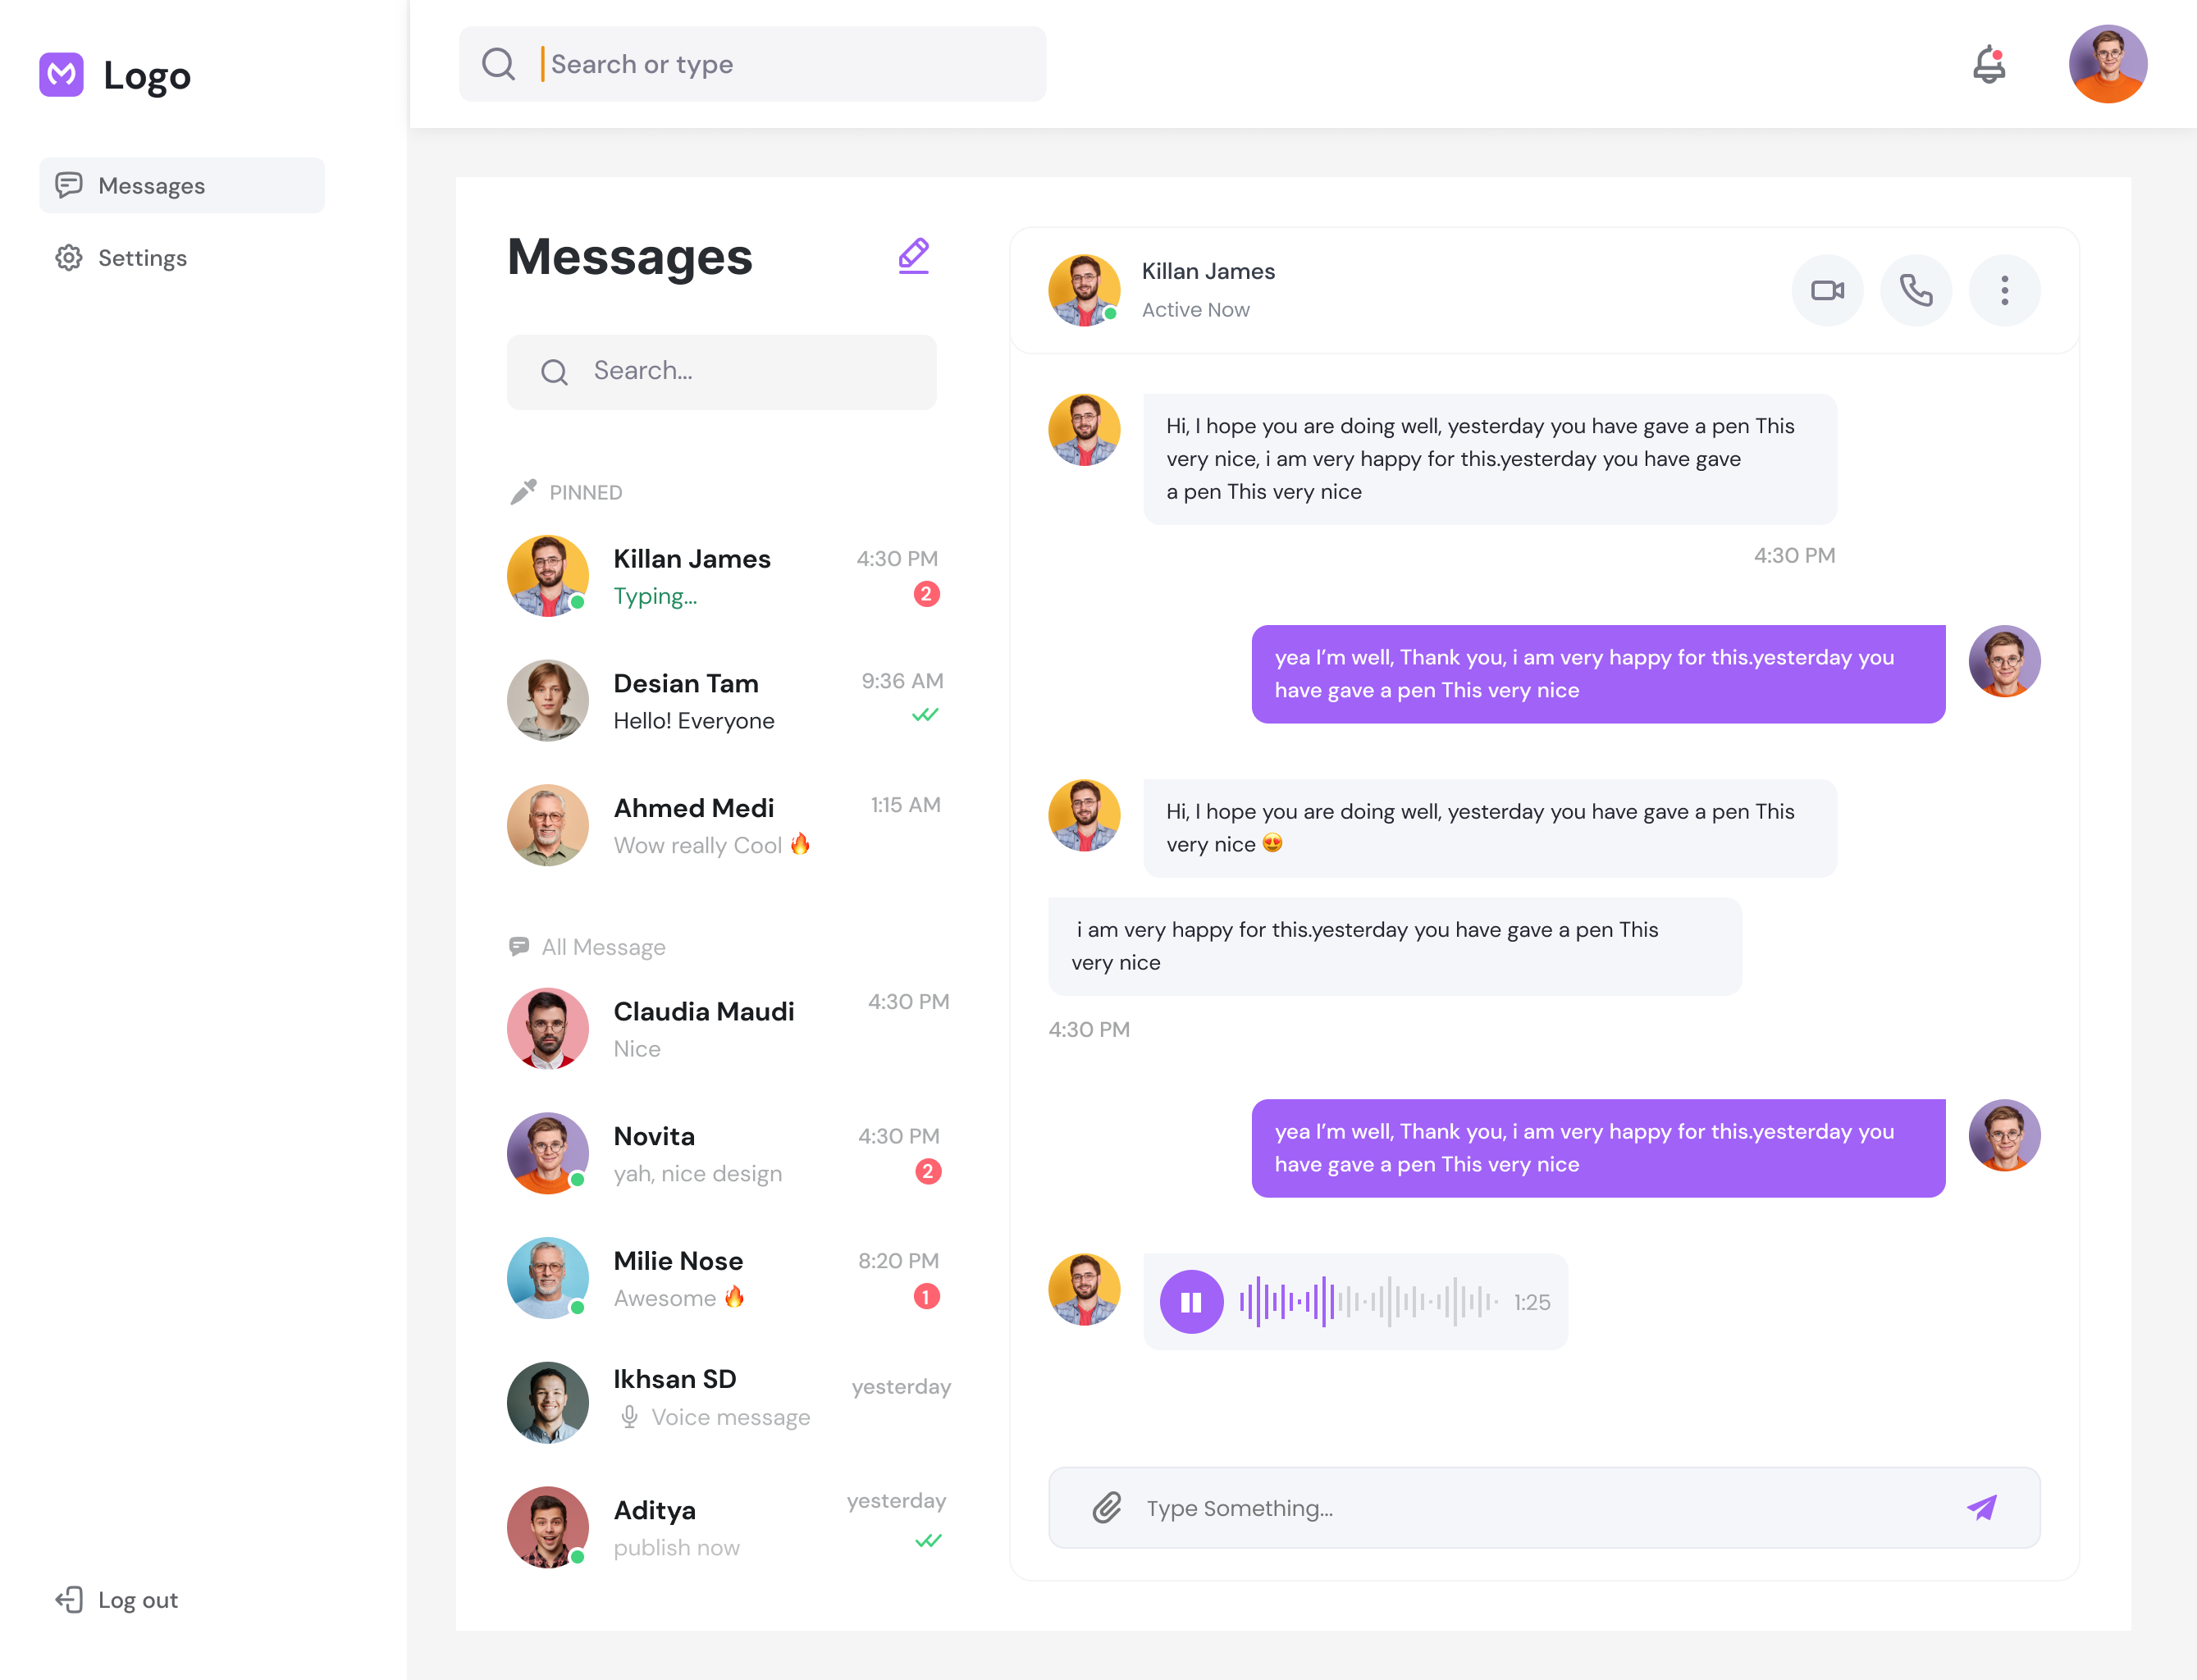 Logo
Messages
Settings
Log out
Search or type
Messages
Search...
PINNED
Killan James
4:30 PM
Typing...
2
Desian Tam
9:36 AM
Hello! Everyone
Ahmed Medi
1:15 AM
Wow really Cool 🔥
All Message
Claudia Maudi
4:30 PM
Nice
Novita
4:30 PM
yah, nice design
2
Milie Nose
8:20 PM
Awesome 🔥
1
Ikhsan SD
yesterday
Voice message
Aditya
yesterday
publish now
Killan James
Active Now
Hi, I hope you are doing well, yesterday you have gave a pen This
very nice, i am very happy for this.yesterday you have gave
a pen This very nice
4:30 PM
yea I’m well, Thank you, i am very happy for this.yesterday you
have gave a pen This very nice
Hi, I hope you are doing well, yesterday you have gave a pen This
very nice 😍
i am very happy for this.yesterday you have gave a pen This
very nice
4:30 PM
yea I’m well, Thank you, i am very happy for this.yesterday you
have gave a pen This very nice
1:25
Type Something...